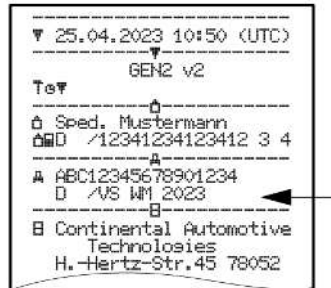 ▼ 25.04.2023 10:50 (UTC)
GEN2 v2
Sped. Mustermann
D /12341234123412 3 4
ABC12345678901234
D /VS WM 2023
Continental Automotive
Technologies
H.-Hertz-Str.45 78052